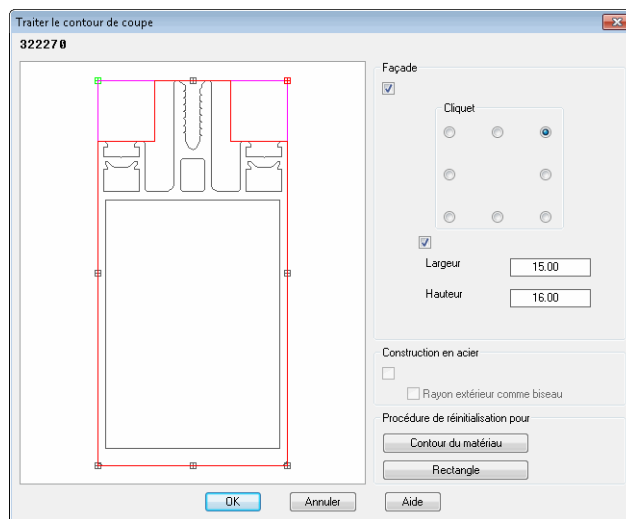 Traiter le contour de coupe
322270
Façade
Cliquet
Largeur
15.00
Hauteur
16.00
Construction en acier
Rayon extérieur comme biseau
Procédure de réinitialisation pour
Contour du matériau
Rectangle
OK
Annuler
Aide